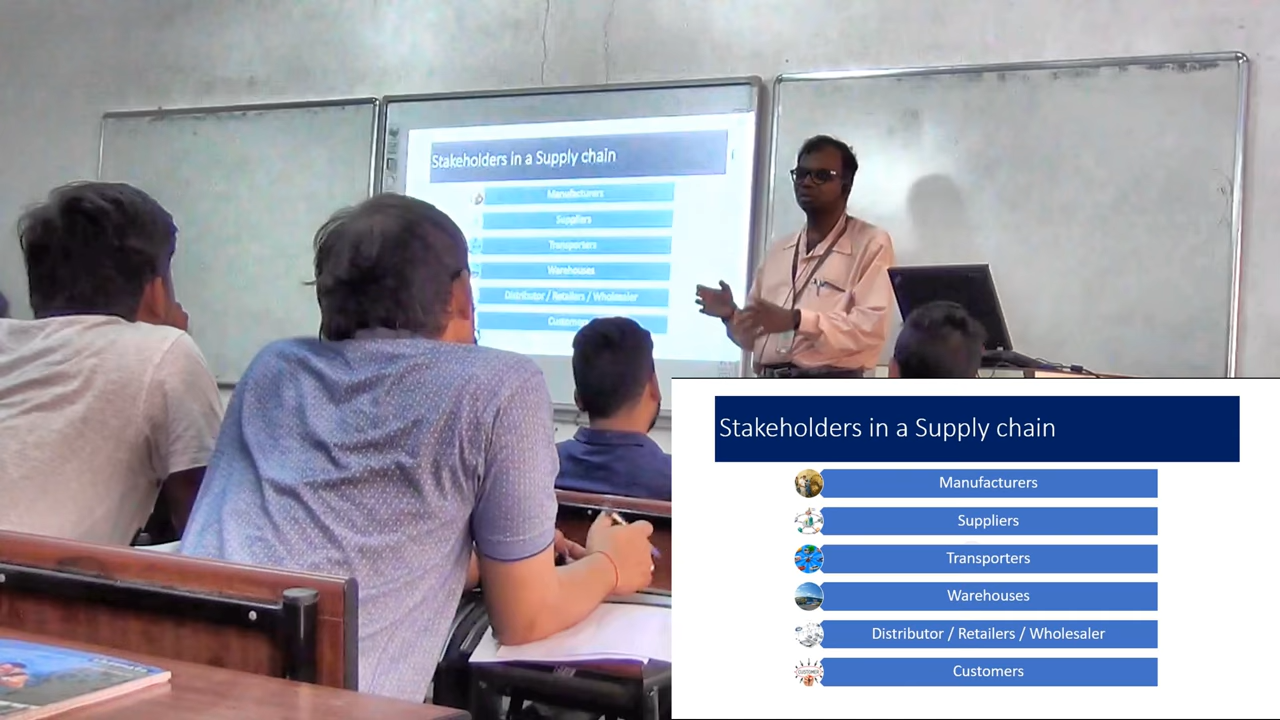 Stakeholders in a Supply chain
Manufacturers
Suppliers
Transporters
Warehouses
Distributor / Retailers / Wholesaler
Stakeholders in a Supply chain
Manufacturers
Suppliers
Transporters
Warehouses
Distributor / Retailers / Wholesaler
Customers